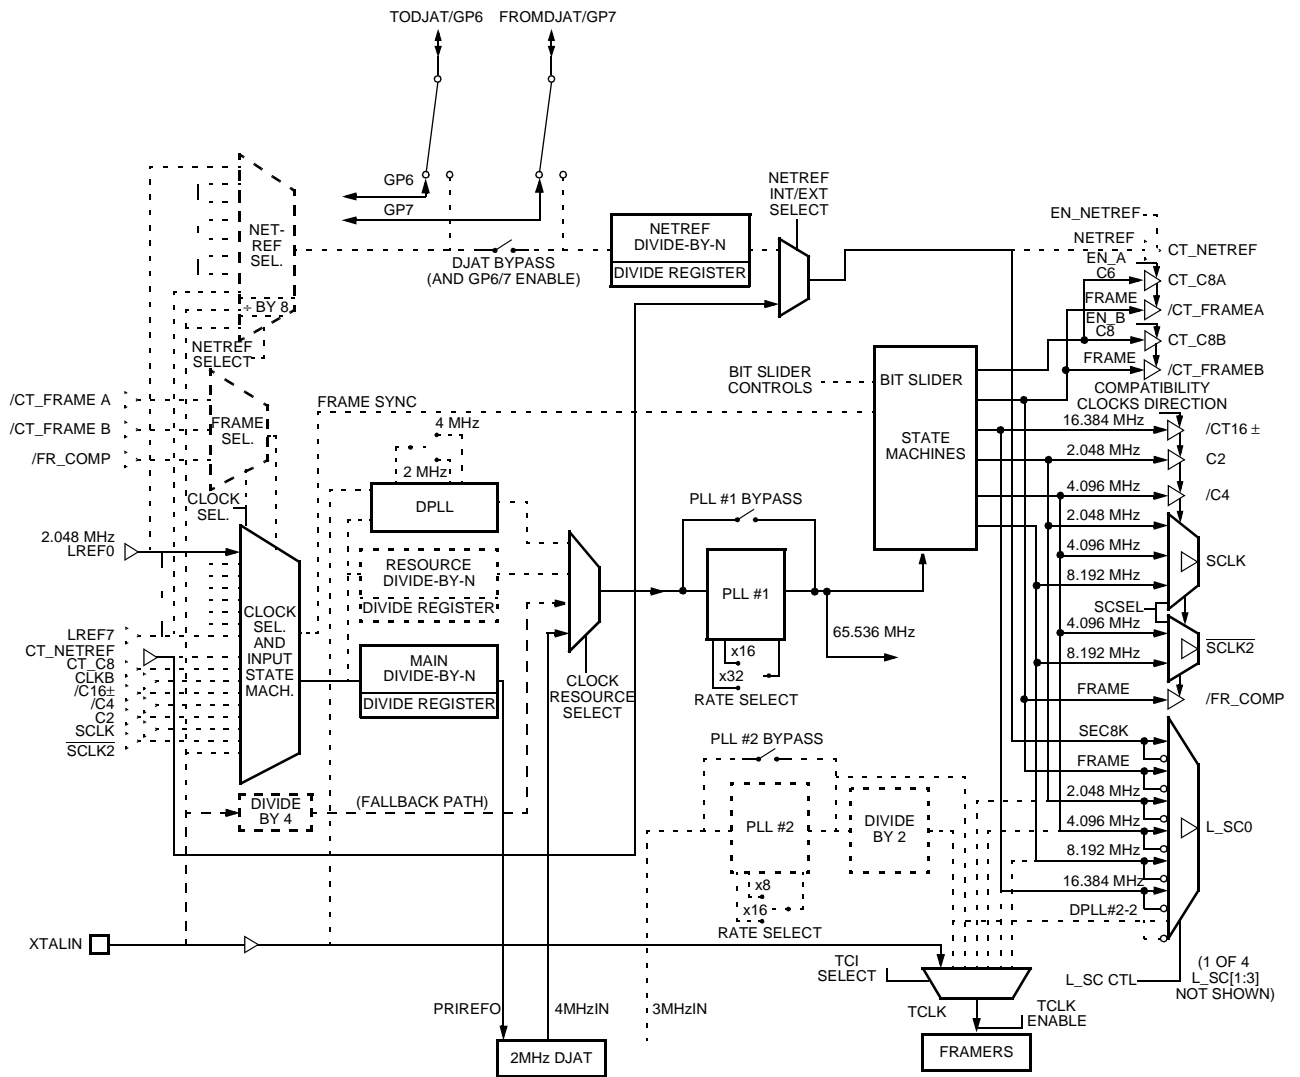 TODJAT/GP6
FROMDJAT/GP7
GP6
GP7
NET-
REF
SEL.
÷ BY 8
NETREF
SELECT
DJAT BYPASS
(AND GP6/7 ENABLE)
NETREF
DIVIDE-BY-N
DIVIDE REGISTER
NETREF
INT/EXT
SELECT
EN_NETREF
NETREF
CT_NETREF
EN_A
C6
CT_C8A
FRAME
/CT_FRAMEA
EN_B
C8
CT_C8B
FRAME
/CT_FRAMEB
COMPATIBILITY
CLOCKS DIRECTION
16.384 MHz
/CT16 ±
2.048 MHz
C2
4.096 MHz
/C4
2.048 MHz
4.096 MHz
SCLK
8.192 MHz
SCSEL
4.096 MHz
SCLK2
8.192 MHz
FRAME
/FR_COMP
SEC8K
FRAME
2.048 MHz
4.096 MHz
L_SC0
8.192 MHz
16.384 MHz
DPLL#2-2
L_SC CTL
(1 OF 4
L_SC[1:3]
NOT SHOWN)
BIT SLIDER
CONTROLS
BIT SLIDER
STATE
MACHINES
/CT_FRAME A
/CT_FRAME B
/FR_COMP
FRAME
SEL.
FRAME SYNC
4 MHz
2 MHz
DPLL
CLOCK
SEL.
2.048 MHz
LREF0
RESOURCE
DIVIDE-BY-N
DIVIDE REGISTER
PLL #1 BYPASS
PLL #1
x16
x32
RATE SELECT
65.536 MHz
CLOCK
SEL.
AND
INPUT
STATE
MACH.
LREF7
CT_NETREF
CT_C8
CLKB
/C16±
/C4
C2
SCLK
SCLK2
MAIN
DIVIDE-BY-N
DIVIDE REGISTER
CLOCK
RESOURCE
SELECT
DIVIDE
BY 4
(FALLBACK PATH)
PLL #2 BYPASS
PLL #2
x8
x16
RATE SELECT
DIVIDE
BY 2
XTALIN
PRIREFO
4MHzIN
3MHzIN
2MHz DJAT
TCI
SELECT
TCLK
TCLK
ENABLE
FRAMERS